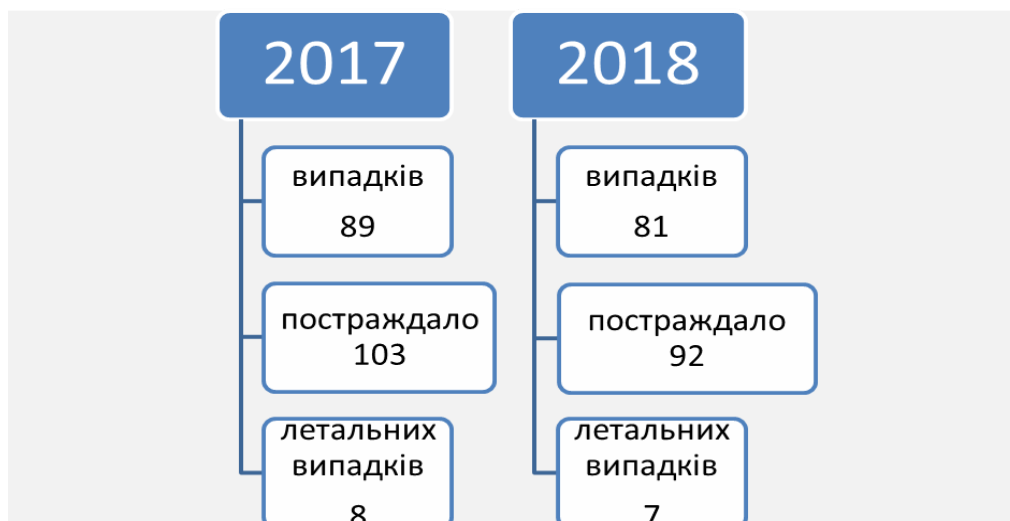 2017
випадків
89
постраждало
103
летальних
випадків
8
2018
випадків
81
постраждало
92
летальних
випадків
7